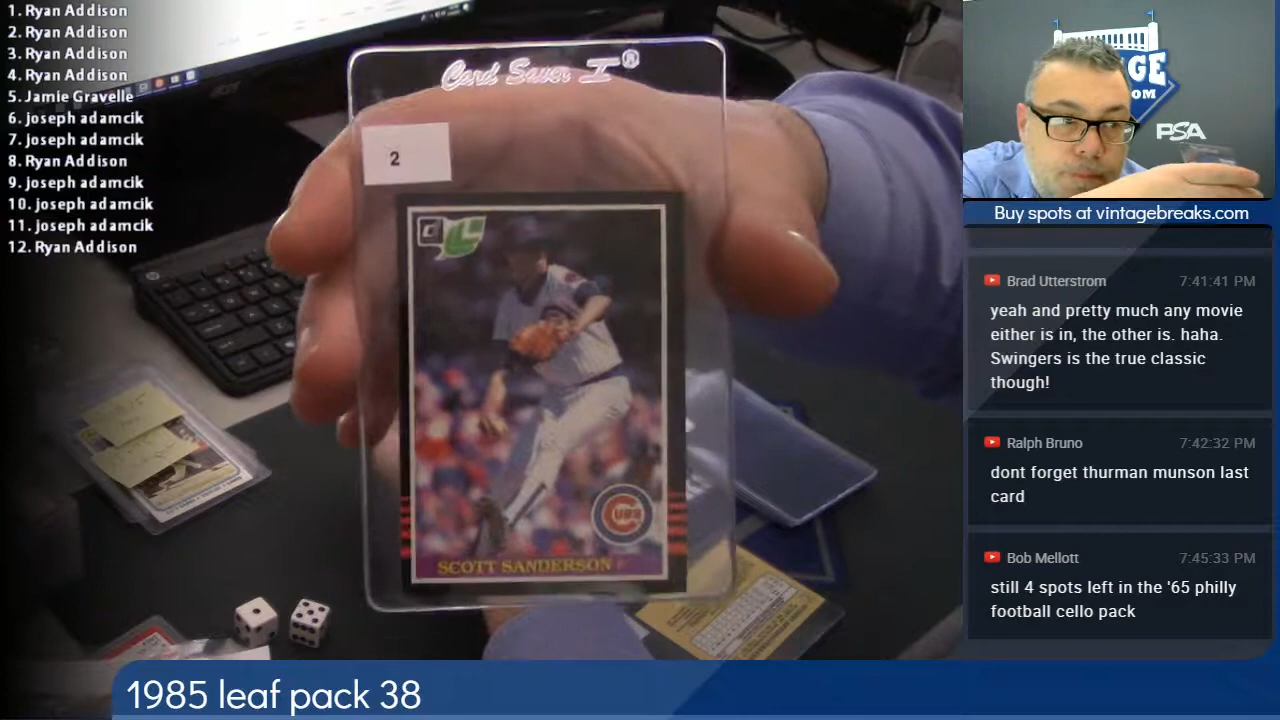 1. Ryan Addison
2. Ryan Addison
3. Ryan Addison
4. Ryan Addison
5. Jamie Gravelle
6. joseph adamcik
7. joseph adamcik
8. Ryan Addison
9. joseph adamcik
10. joseph adamcik
11. joseph adamcik
12. Ryan Addison
Card Saver I®
2
CUBS
SCOTT SANDERSON P
PSA
Buy spots at vintagebreaks.com
Brad Utterstrom 7:41:41 PM
yeah and pretty much any movie
either is in, the other is. haha.
Swingers is the true classic
though!
Ralph Bruno 7:42:32 PM
dont forget thurman munson last
card
Bob Mellott 7:45:33 PM
still 4 spots left in the '65 philly
football cello pack
1985 leaf pack 38